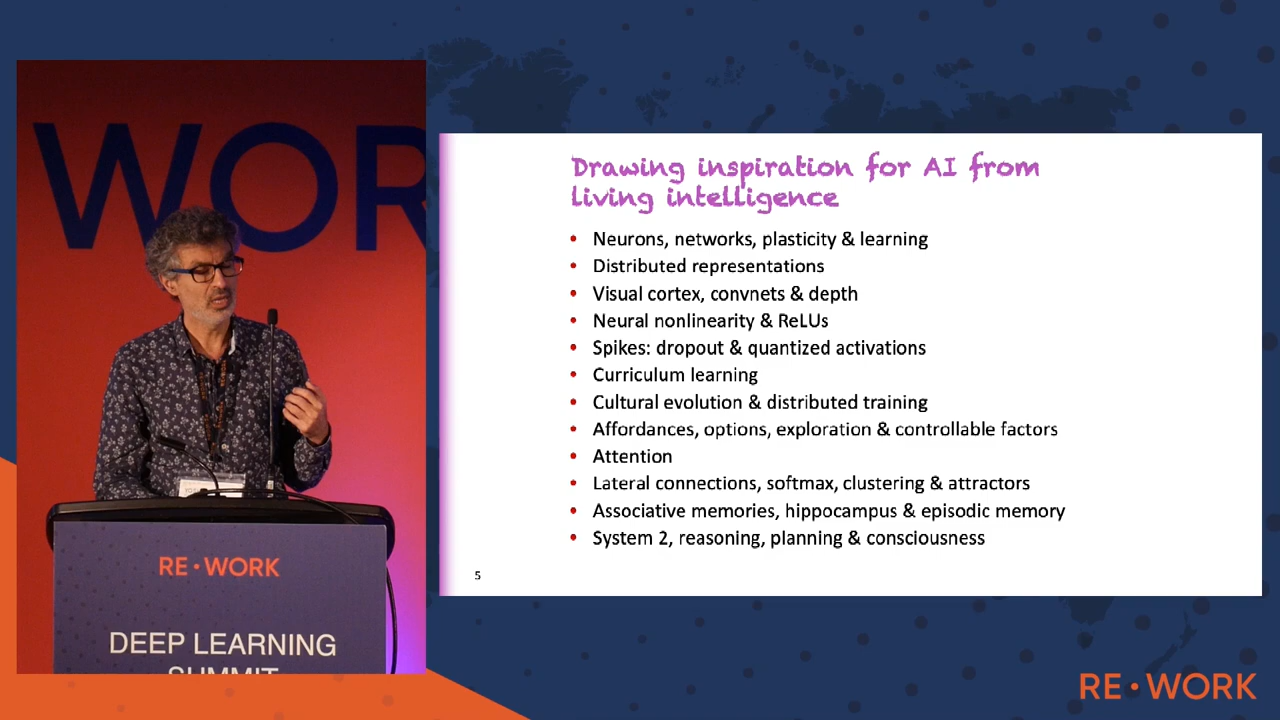 WOR
RE•WORK
DEEP LEARNING
SUMMIT
Drawing inspiration for AI from
living intelligence
• Neurons, networks, plasticity & learning
• Distributed representations
• Visual cortex, convnets & depth
• Neural nonlinearity & ReLUs
• Spikes: dropout & quantized activations
• Curriculum learning
• Cultural evolution & distributed training
• Affordances, options, exploration & controllable factors
• Attention
• Lateral connections, softmax, clustering & attractors
• Associative memories, hippocampus & episodic memory
• System 2, reasoning, planning & consciousness
5
RE•WORK